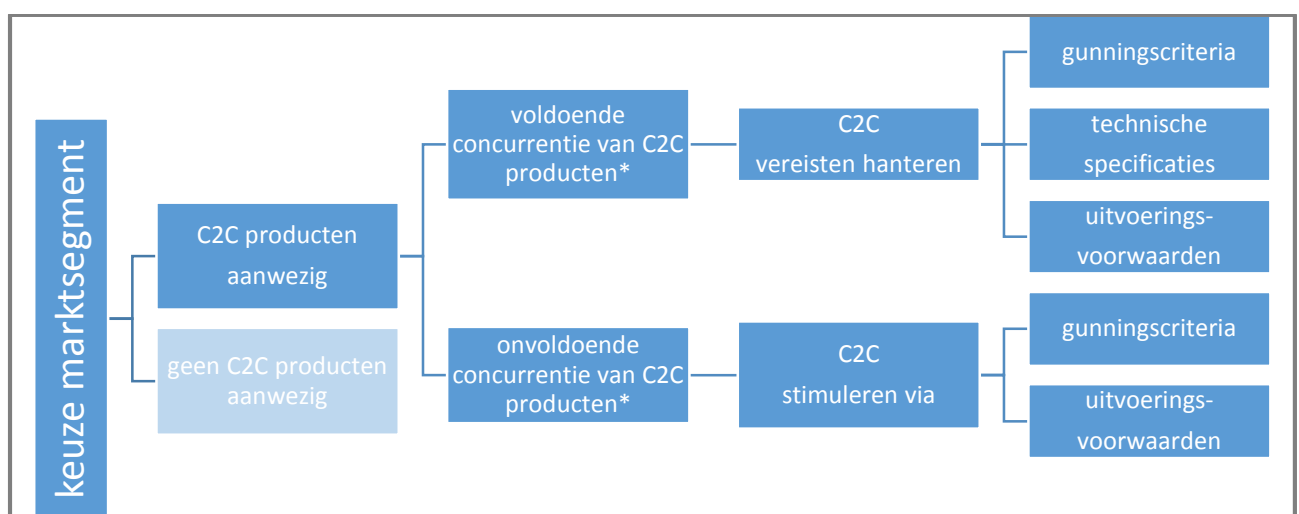 keuze marktsegment
C2C producten
aanwezig
geen C2C producten
aanwezig
voldoende
concurrentie van C2C
producten*
C2C
vereisten hanteren
gunningscriteria
technische
specificaties
uitvoerings-
voorwaarden
onvoldoende
concurrentie van C2C
producten*
C2C
stimuleren via
gunningscriteria
uitvoerings-
voorwaarden